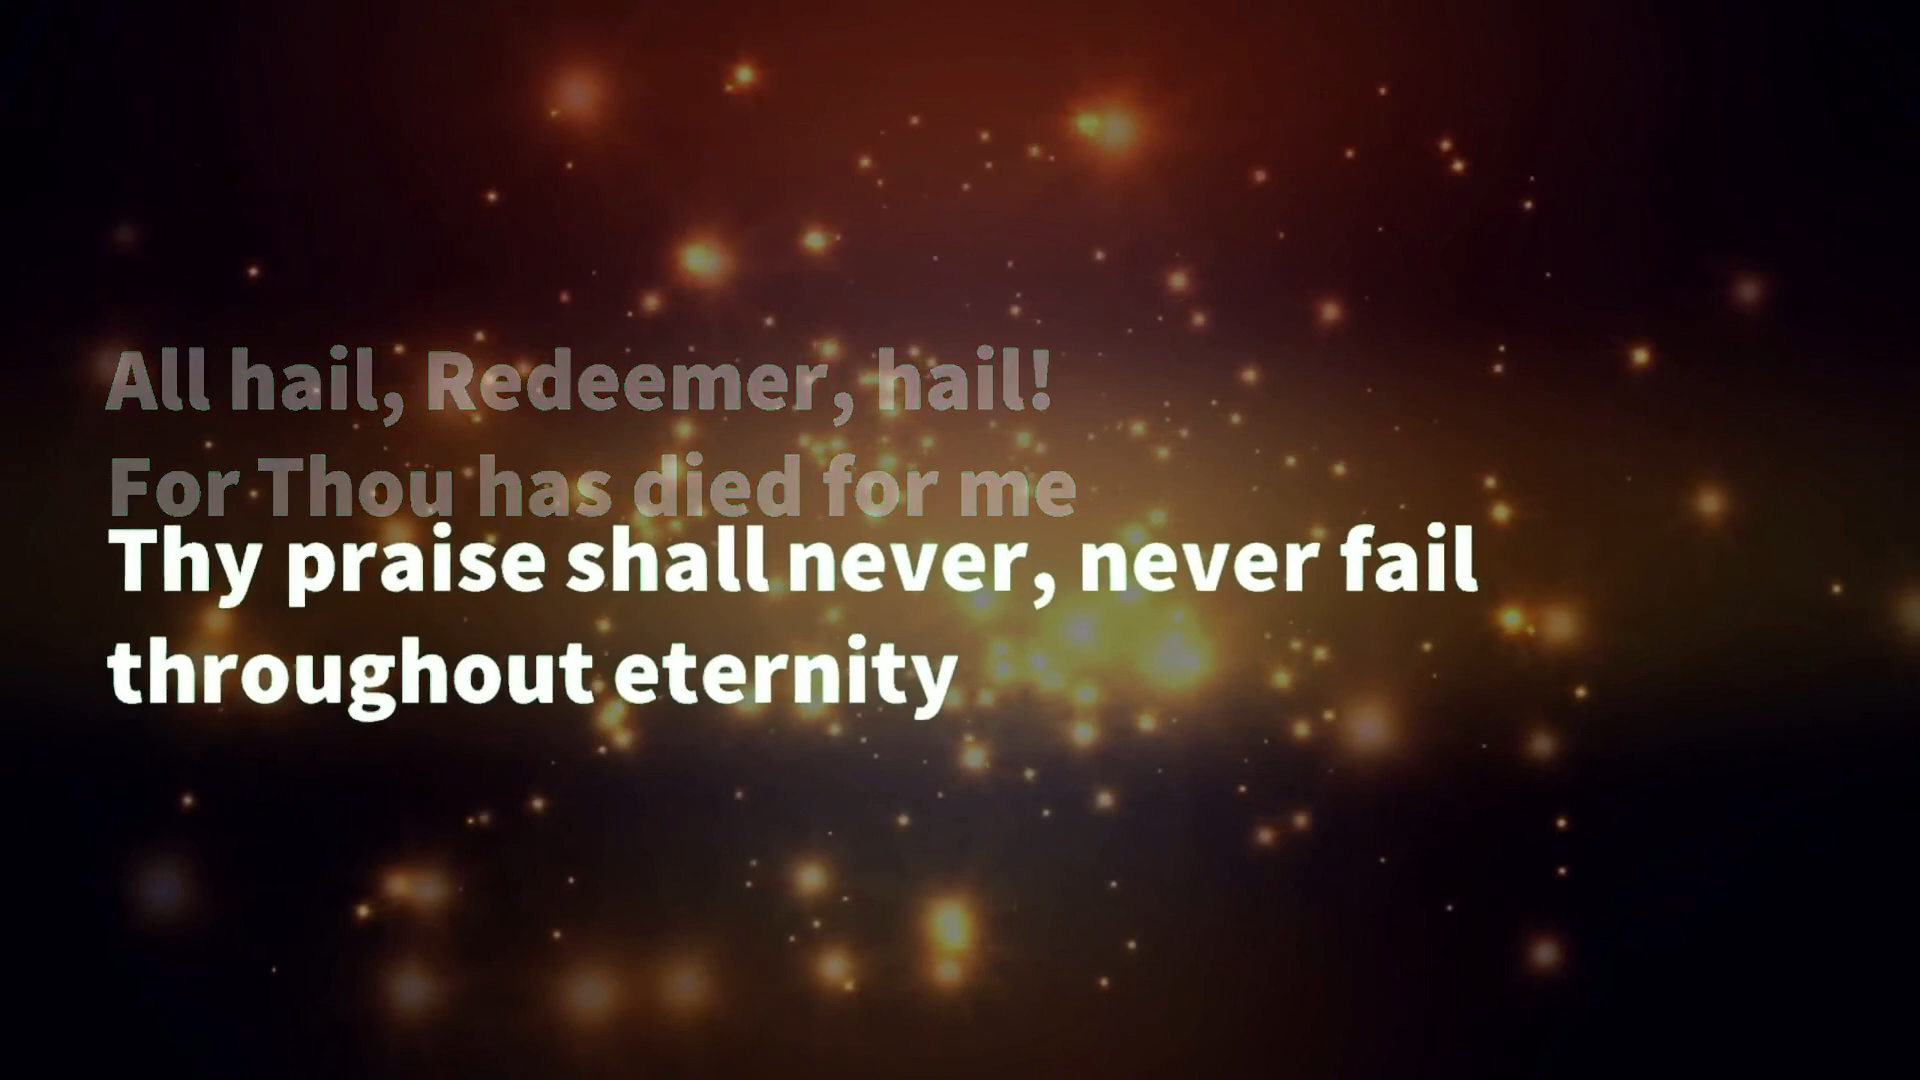 All hail, Redeemer, hail!
For Thou has died for me
Thy praise shall never, never fail
throughout eternity